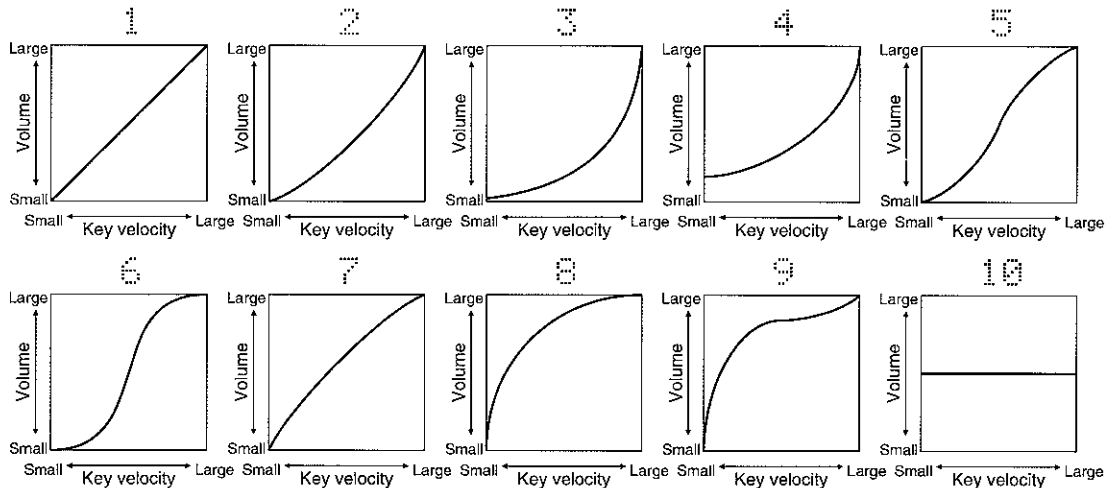 1 2 3 4 5
Large Large Large Large Large
Volume Volume Volume Volume Volume
Small Small Small Small Small
Small Large Small Large Small Large Small Large Small Large
Key velocity Key velocity Key velocity Key velocity Key velocity
6 7 8 9 10
Large Large Large Large Large
Volume Volume Volume Volume Volume
Small Small Small Small Small
Small Large Small Large Small Large Small Large Small Large
Key velocity Key velocity Key velocity Key velocity Key velocity